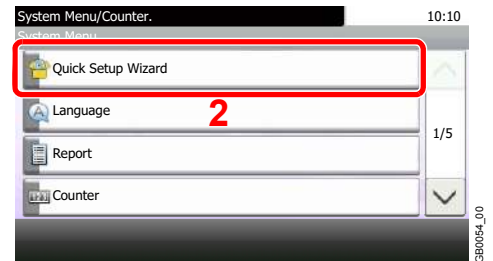 System Menu/Counter.
10:10
System Menu
Quick Setup Wizard
Language
2
1/5
Report
Counter
GB0054_00